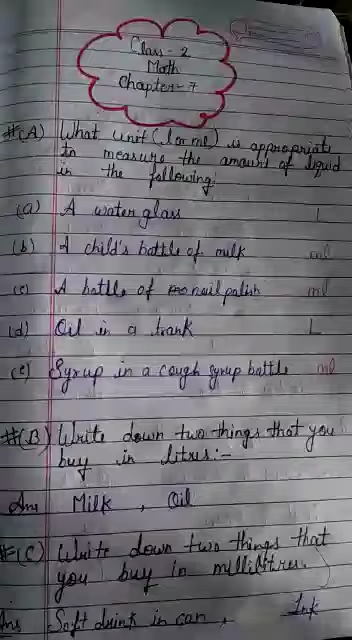 Class - 2
Math
Chapter - 7
#(A) What unit (l or ml) is appropriate
to measure the amount of liquid
in the following:
(a) A water glass L
(b) A child's bottle of milk ml
(c) A bottle of nail polish ml
(d) Oil in a trank L
(e) Syrup in a cough syrup bottle ml
#(B) Write down two things that you
buy in litres:-
Ans Milk, Oil
#(C) Write down two things that
you buy in millilitres.
Ans Soft drink in can, Ink